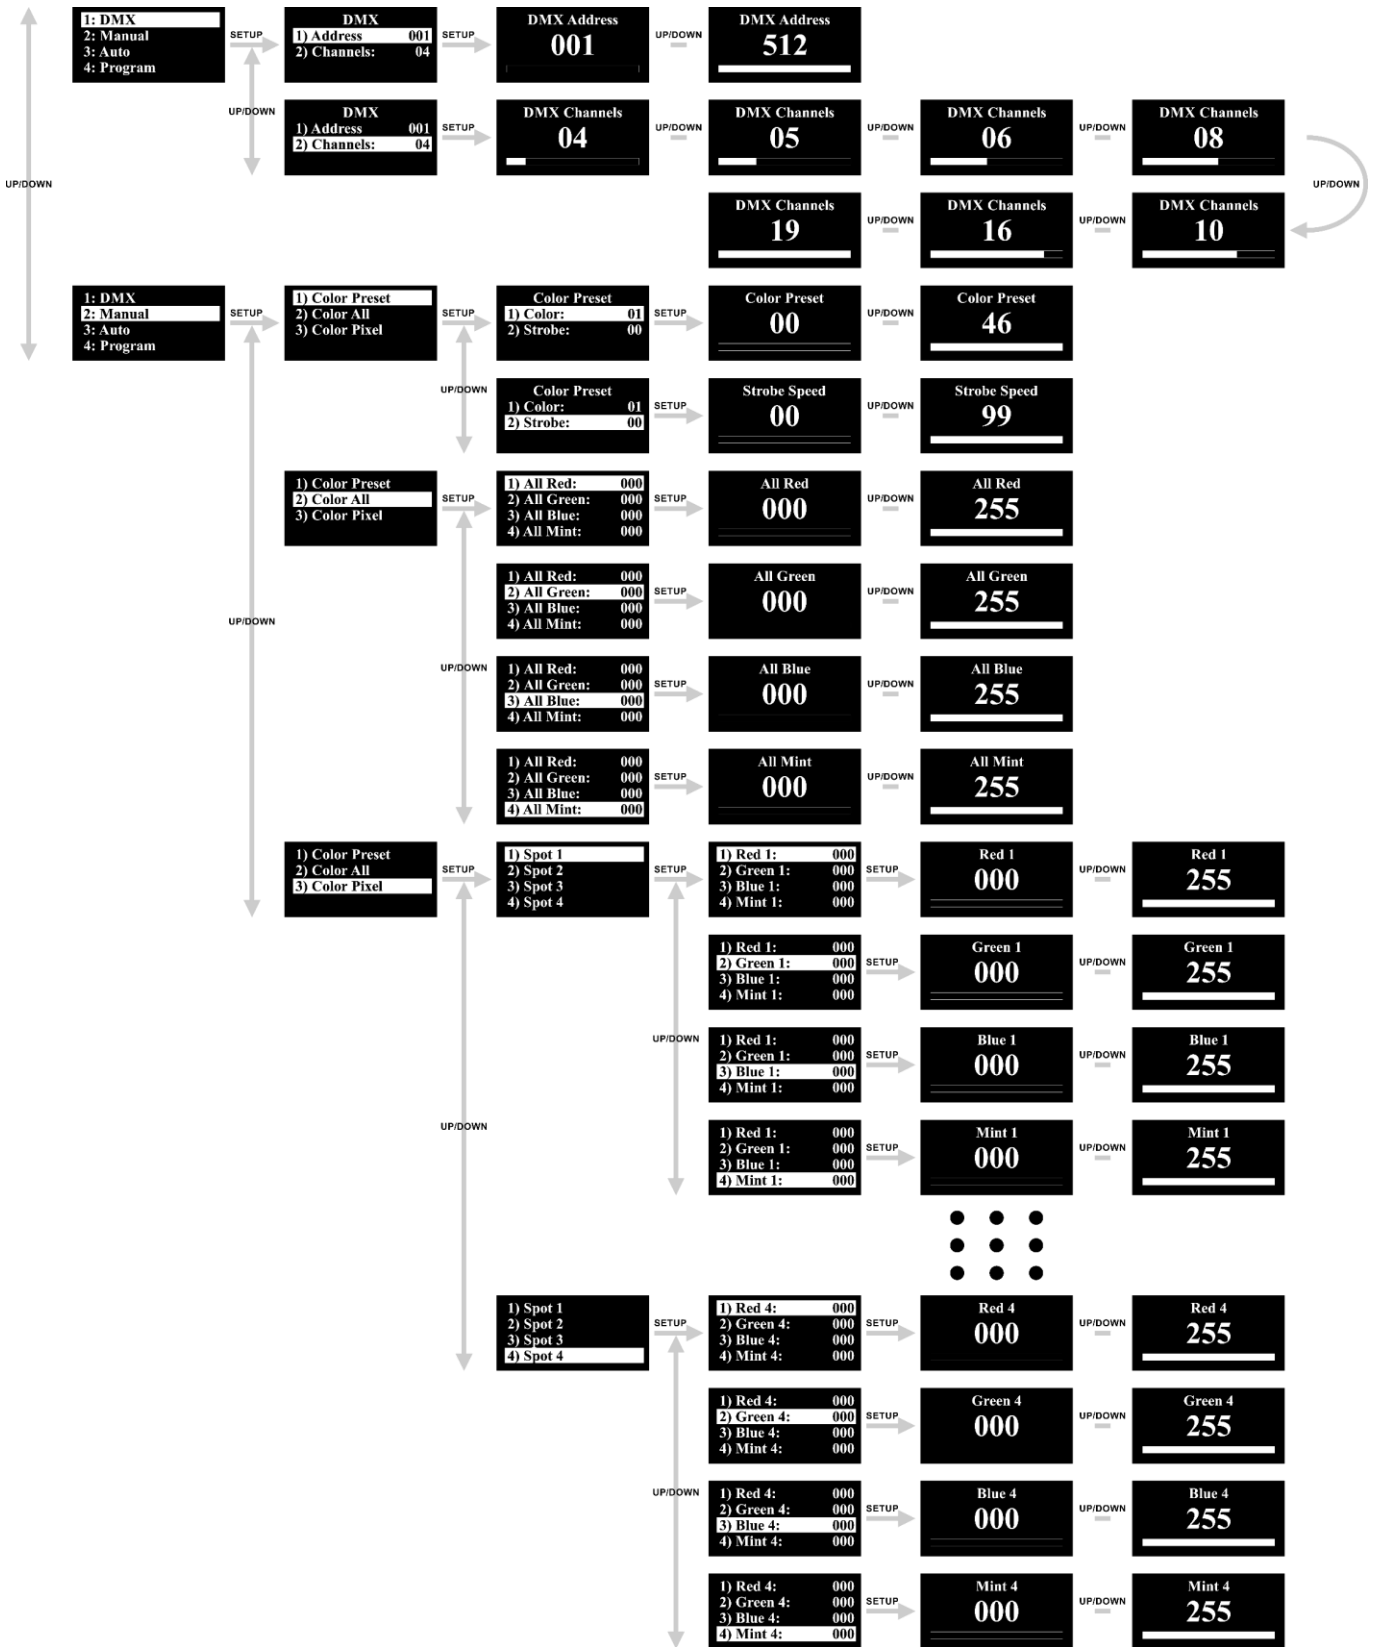 1: DMX
2: Manual
3: Auto
4: Program
SETUP
DMX
1) Address 001
2) Channels: 04
SETUP
DMX Address
001
UP/DOWN
DMX Address
512
UP/DOWN
DMX
1) Address 001
2) Channels: 04
SETUP
DMX Channels
04
UP/DOWN
DMX Channels
05
UP/DOWN
DMX Channels
06
UP/DOWN
DMX Channels
08
UP/DOWN
UP/DOWN
DMX Channels
19
UP/DOWN
DMX Channels
16
UP/DOWN
DMX Channels
10
1: DMX
2: Manual
3: Auto
4: Program
SETUP
1) Color Preset
2) Color All
3) Color Pixel
SETUP
Color Preset
1) Color: 01
2) Strobe: 00
SETUP
Color Preset
00
UP/DOWN
Color Preset
46
UP/DOWN
Color Preset
1) Color: 01
2) Strobe: 00
SETUP
Strobe Speed
00
UP/DOWN
Strobe Speed
99
1) Color Preset
2) Color All
3) Color Pixel
SETUP
1) All Red: 000
2) All Green: 000
3) All Blue: 000
4) All Mint: 000
SETUP
All Red
000
UP/DOWN
All Red
255
1) All Red: 000
2) All Green: 000
3) All Blue: 000
4) All Mint: 000
SETUP
All Green
000
UP/DOWN
All Green
255
UP/DOWN
UP/DOWN
1) All Red: 000
2) All Green: 000
3) All Blue: 000
4) All Mint: 000
SETUP
All Blue
000
UP/DOWN
All Blue
255
1) All Red: 000
2) All Green: 000
3) All Blue: 000
4) All Mint: 000
SETUP
All Mint
000
UP/DOWN
All Mint
255
1) Color Preset
2) Color All
3) Color Pixel
SETUP
1) Spot 1
2) Spot 2
3) Spot 3
4) Spot 4
SETUP
1) Red 1: 000
2) Green 1: 000
3) Blue 1: 000
4) Mint 1: 000
SETUP
Red 1
000
UP/DOWN
Red 1
255
1) Red 1: 000
2) Green 1: 000
3) Blue 1: 000
4) Mint 1: 000
SETUP
Green 1
000
UP/DOWN
Green 1
255
UP/DOWN
1) Red 1: 000
2) Green 1: 000
3) Blue 1: 000
4) Mint 1: 000
SETUP
Blue 1
000
UP/DOWN
Blue 1
255
UP/DOWN
1) Red 1: 000
2) Green 1: 000
3) Blue 1: 000
4) Mint 1: 000
SETUP
Mint 1
000
UP/DOWN
Mint 1
255
1) Spot 1
2) Spot 2
3) Spot 3
4) Spot 4
SETUP
1) Red 4: 000
2) Green 4: 000
3) Blue 4: 000
4) Mint 4: 000
SETUP
Red 4
000
UP/DOWN
Red 4
255
1) Red 4: 000
2) Green 4: 000
3) Blue 4: 000
4) Mint 4: 000
SETUP
Green 4
000
UP/DOWN
Green 4
255
UP/DOWN
1) Red 4: 000
2) Green 4: 000
3) Blue 4: 000
4) Mint 4: 000
SETUP
Blue 4
000
UP/DOWN
Blue 4
255
1) Red 4: 000
2) Green 4: 000
3) Blue 4: 000
4) Mint 4: 000
SETUP
Mint 4
000
UP/DOWN
Mint 4
255